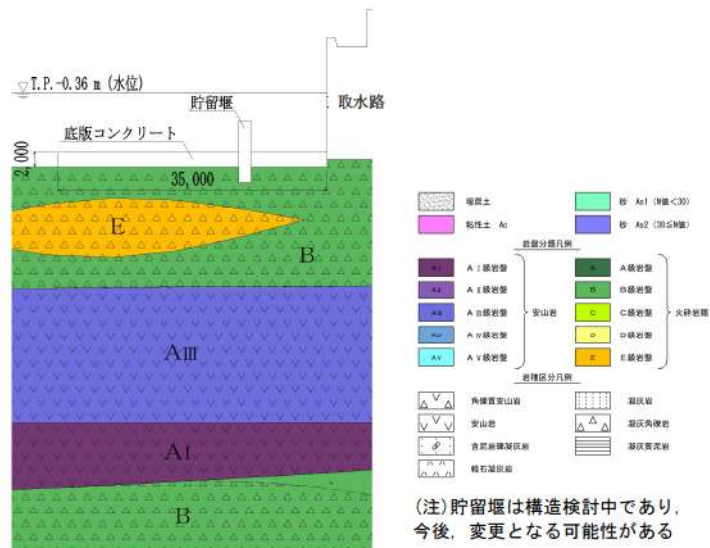 T.P.-0.36 m (水位)
貯留堰
取水路
底版コンクリート
2,000
35,000
E
B
AⅢ
AⅠ
B
埋戻土
砂 As1 (N値<30)
粘性土 Ac
砂 As2 (30≦N値)
岩盤分類凡例
AⅠ AⅠ級岩盤
A A級岩盤
AⅡ AⅡ級岩盤
B B級岩盤
AⅢ AⅢ級岩盤
安山岩
C C級岩盤
火砕岩類
AⅣ AⅣ級岩盤
D D級岩盤
AⅤ AⅤ級岩盤
E E級岩盤
岩種区分凡例
角礫質安山岩
凝灰岩
安山岩
凝灰角礫岩
含泥岩礫凝灰岩
凝灰質泥岩
軽石凝灰岩
(注)貯留堰は構造検討中であり,
今後, 変更となる可能性がある